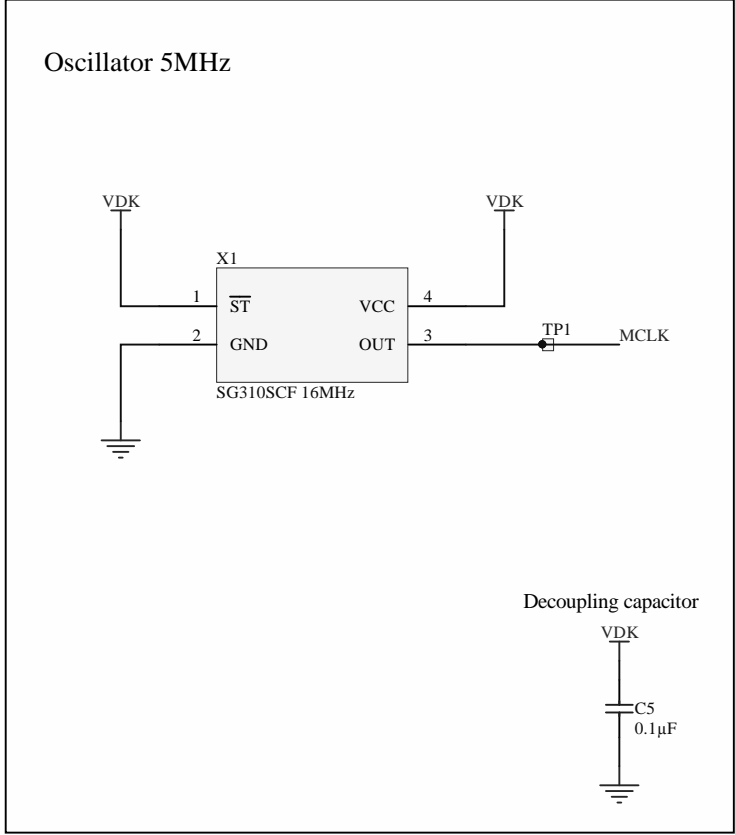 Oscillator 5MHz
VDK
VDK
X1
1
ST
VCC
4
2
GND
OUT
3
TP1
MCLK
SG310SCF 16MHz
Decoupling capacitor
VDK
C5
0.1µF